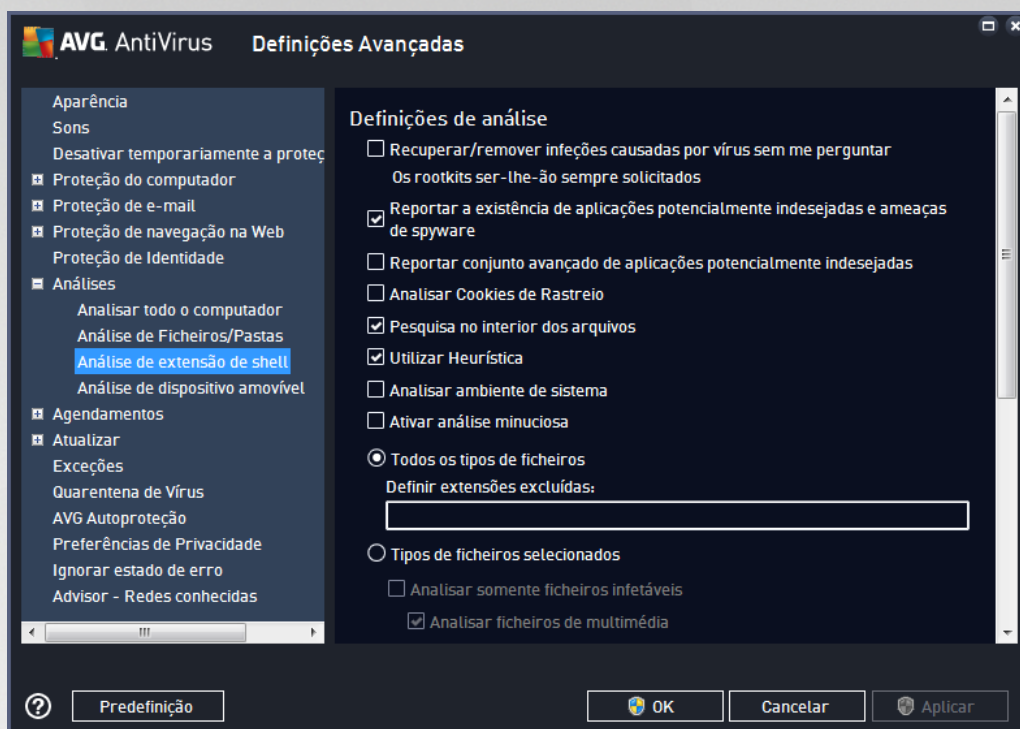 AVG. AntiVirus
Definições Avançadas
Aparência
Sons
Desativar temporariamente a proteç
Proteção do computador
Proteção de e-mail
Proteção de navegação na Web
Proteção de Identidade
Análises
Analisar todo o computador
Análise de Ficheiros/Pastas
Análise de extensão de shell
Análise de dispositivo amovível
Agendamentos
Atualizar
Exceções
Quarentena de Vírus
AVG Autoproteção
Preferências de Privacidade
Ignorar estado de erro
Advisor - Redes conhecidas
Definições de análise
Recuperar/remover infeções causadas por vírus sem me perguntar
Os rootkits ser-lhe-ão sempre solicitados
Reportar a existência de aplicações potencialmente indesejadas e ameaças
de spyware
Reportar conjunto avançado de aplicações potencialmente indesejadas
Analisar Cookies de Rastreio
Pesquisa no interior dos arquivos
Utilizar Heurística
Analisar ambiente de sistema
Ativar análise minuciosa
Todos os tipos de ficheiros
Definir extensões excluídas:
Tipos de ficheiros selecionados
Analisar somente ficheiros infetáveis
Analisar ficheiros de multimédia
Predefinição
OK
Cancelar
Aplicar